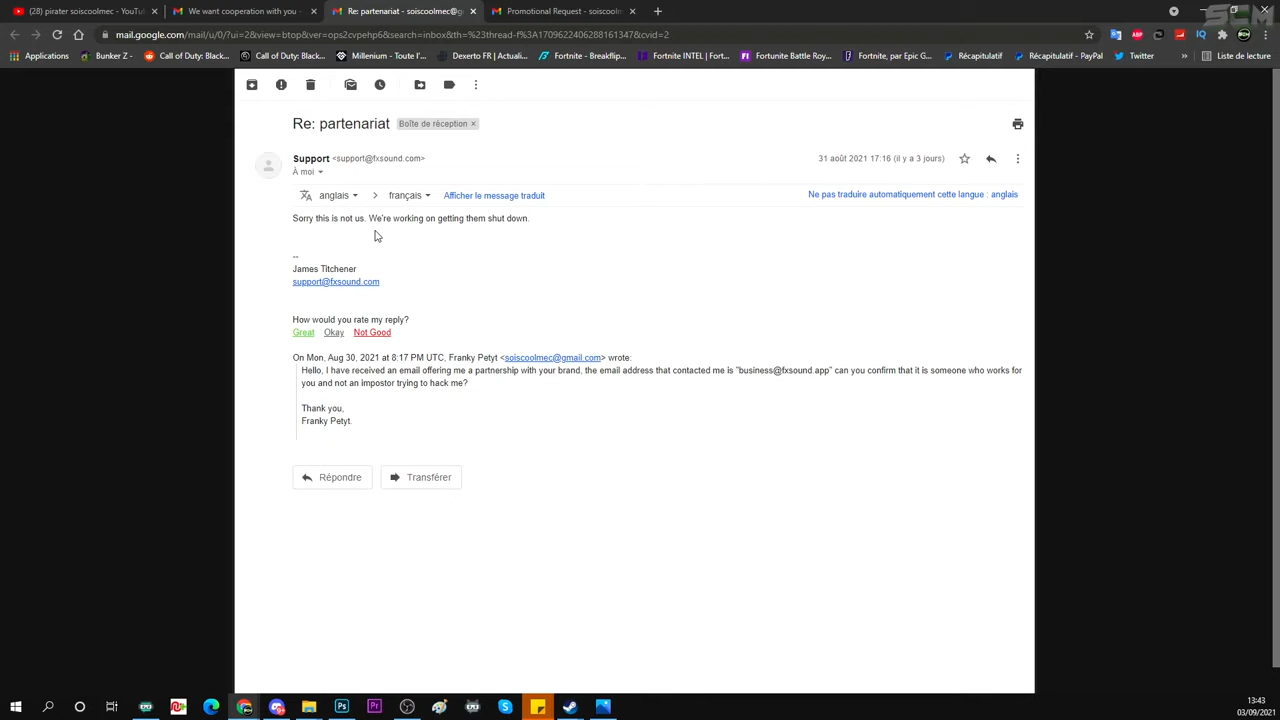 (28) pirater soiscoolmec - YouTub
We want cooperation with you -
Re: partenariat - soiscoolmec@g
Promotional Request - soiscoolm
mail.google.com/mail/u/0/?ui=2&view=btop&ver=ops2cvpehp6&search=inbox&th=%23thread-f%3A1709622406288161347&cvid=2
Applications
Bunker Z -
Call of Duty: Black...
Call of Duty: Black...
Millenium - Toute l'...
Dexerto.fr | Actuali...
Fortnite - Breakflip...
Fortnite INTEL | Fort...
Fortunite Battle Roy...
Fortnite, par Epic G...
Récapitulatif
Récapitulatif
Twitter
»
Liste de lecture
Re: partenariat
Boîte de réception ×
Support <support@fxsound.com>
31 août 2021 17:16 (il y a 3 jours)
À moi
anglais > français Afficher le message traduit
Ne pas traduire automatiquement cette langue : anglais
Sorry this is not us. We're working on getting them shut down.
--
James Titchener
support@fxsound.com
How would you rate my reply?
Great Okay Not Good
On Mon, Aug 30, 2021 at 8:17 PM UTC, Franky Petyt <soiscoolmec@gmail.com> wrote:
Hello, I have received an email offering me a partnership with your brand, the email address that contacted me is "business@fxsound.app" can you confirm that it is someone who works for
you and not an impostor trying to hack me?
Thank you,
Franky Petyt.
Répondre
Transférer
13:43
03/09/2021